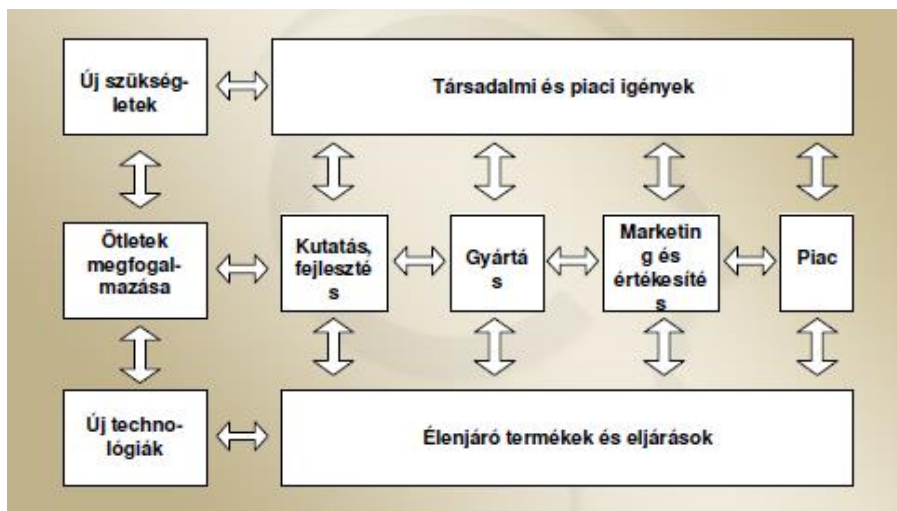 Új szükség-
letek
Társadalmi és piaci igények
Ötletek
megfogal-
mazása
Kutatás,
fejleszté
s
Gyártá
s
Marketin
g és
értékesíté
s
Piac
Új techno-
lógiák
Élenjáró termékek és eljárások